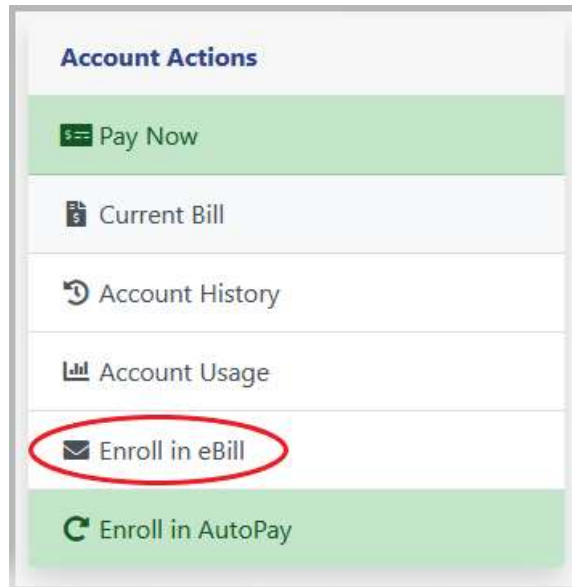 Account Actions
Pay Now
Current Bill
Account History
Account Usage
Enroll in eBill
Enroll in AutoPay